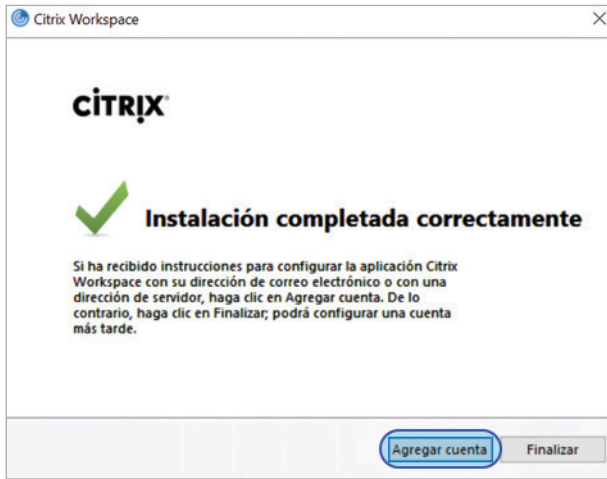 Citrix Workspace
CİTRIX
Instalación completada correctamente
Si ha recibido instrucciones para configurar la aplicación Citrix
Workspace con su dirección de correo electrónico o con una
dirección de servidor, haga clic en Agregar cuenta. De lo
contrario, haga clic en Finalizar; podrá configurar una cuenta
más tarde.
Agregar cuenta
Finalizar